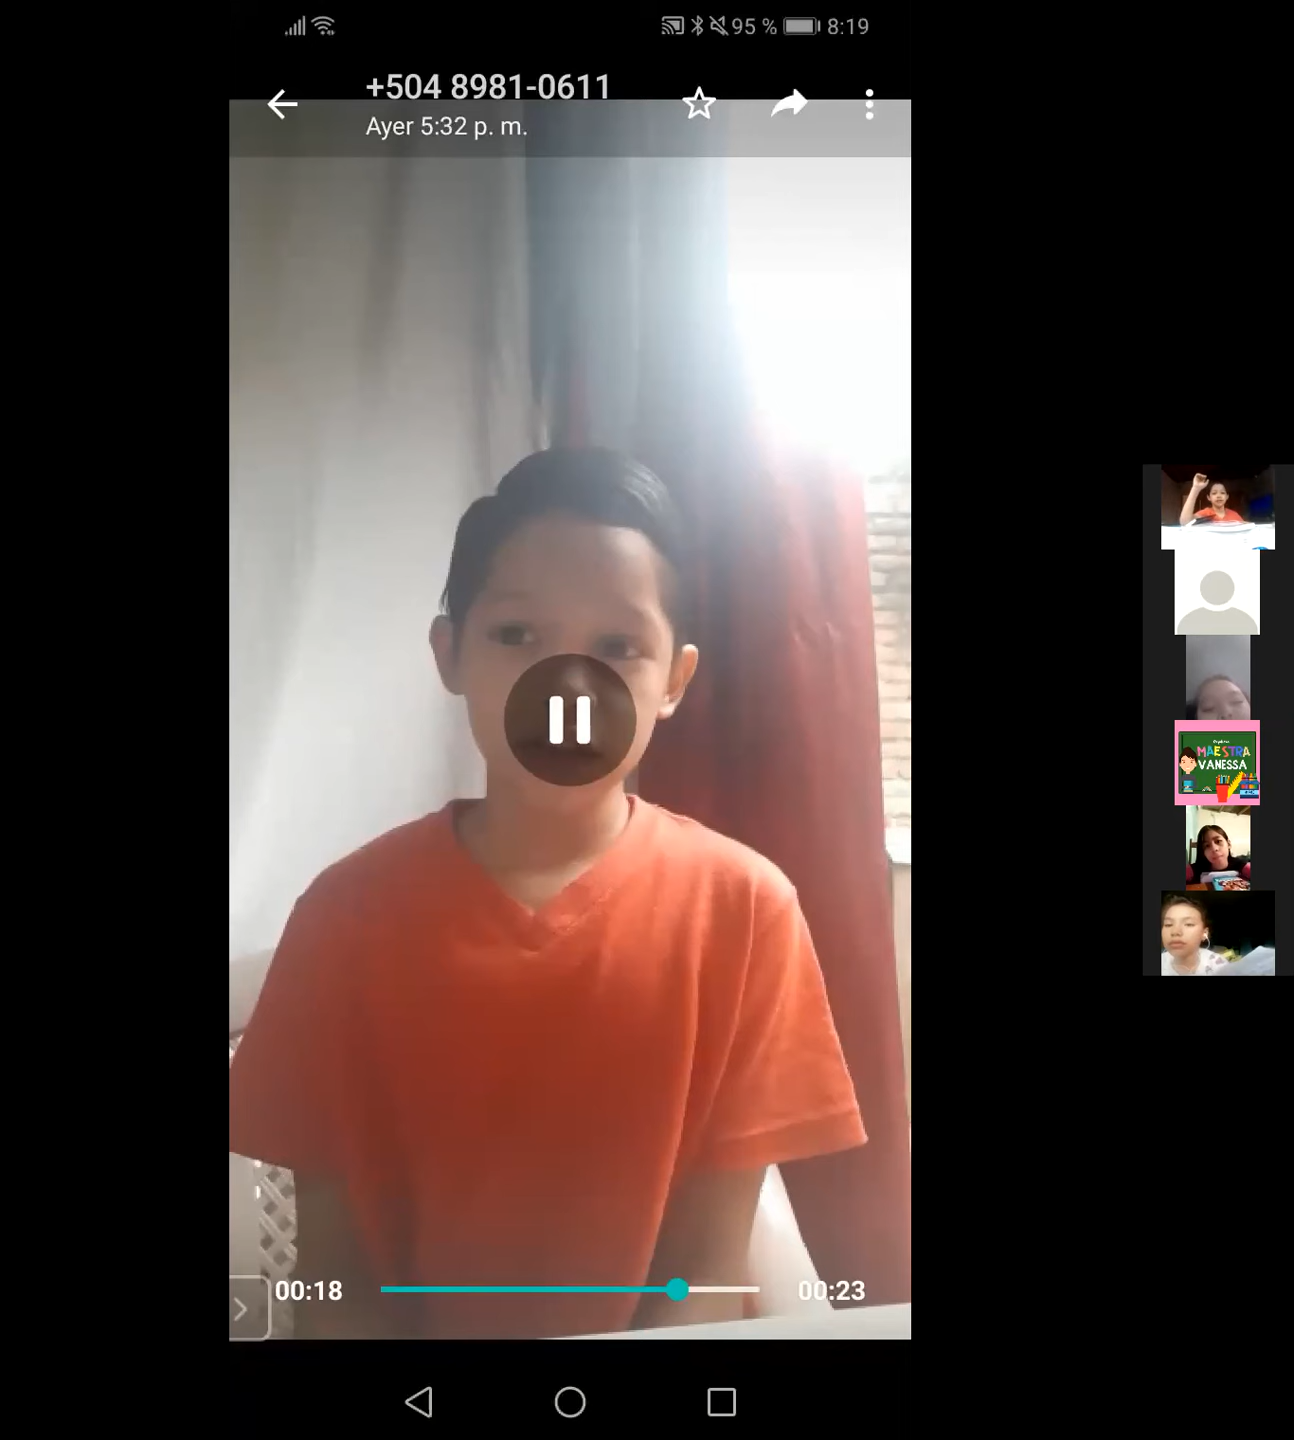 95 % 8:19
+504 8981-0611
Ayer 5:32 p. m.
MAESTRA
VANESSA
00:18 00:23